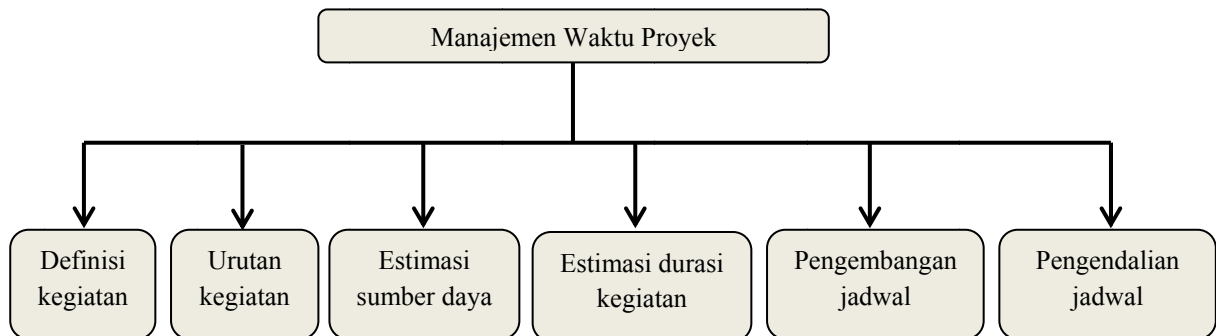 Manajemen Waktu Proyek
Definisi
kegiatan
Urutan
kegiatan
Estimasi
sumber daya
Estimasi durasi
kegiatan
Pengembangan
jadwal
Pengendalian
jadwal